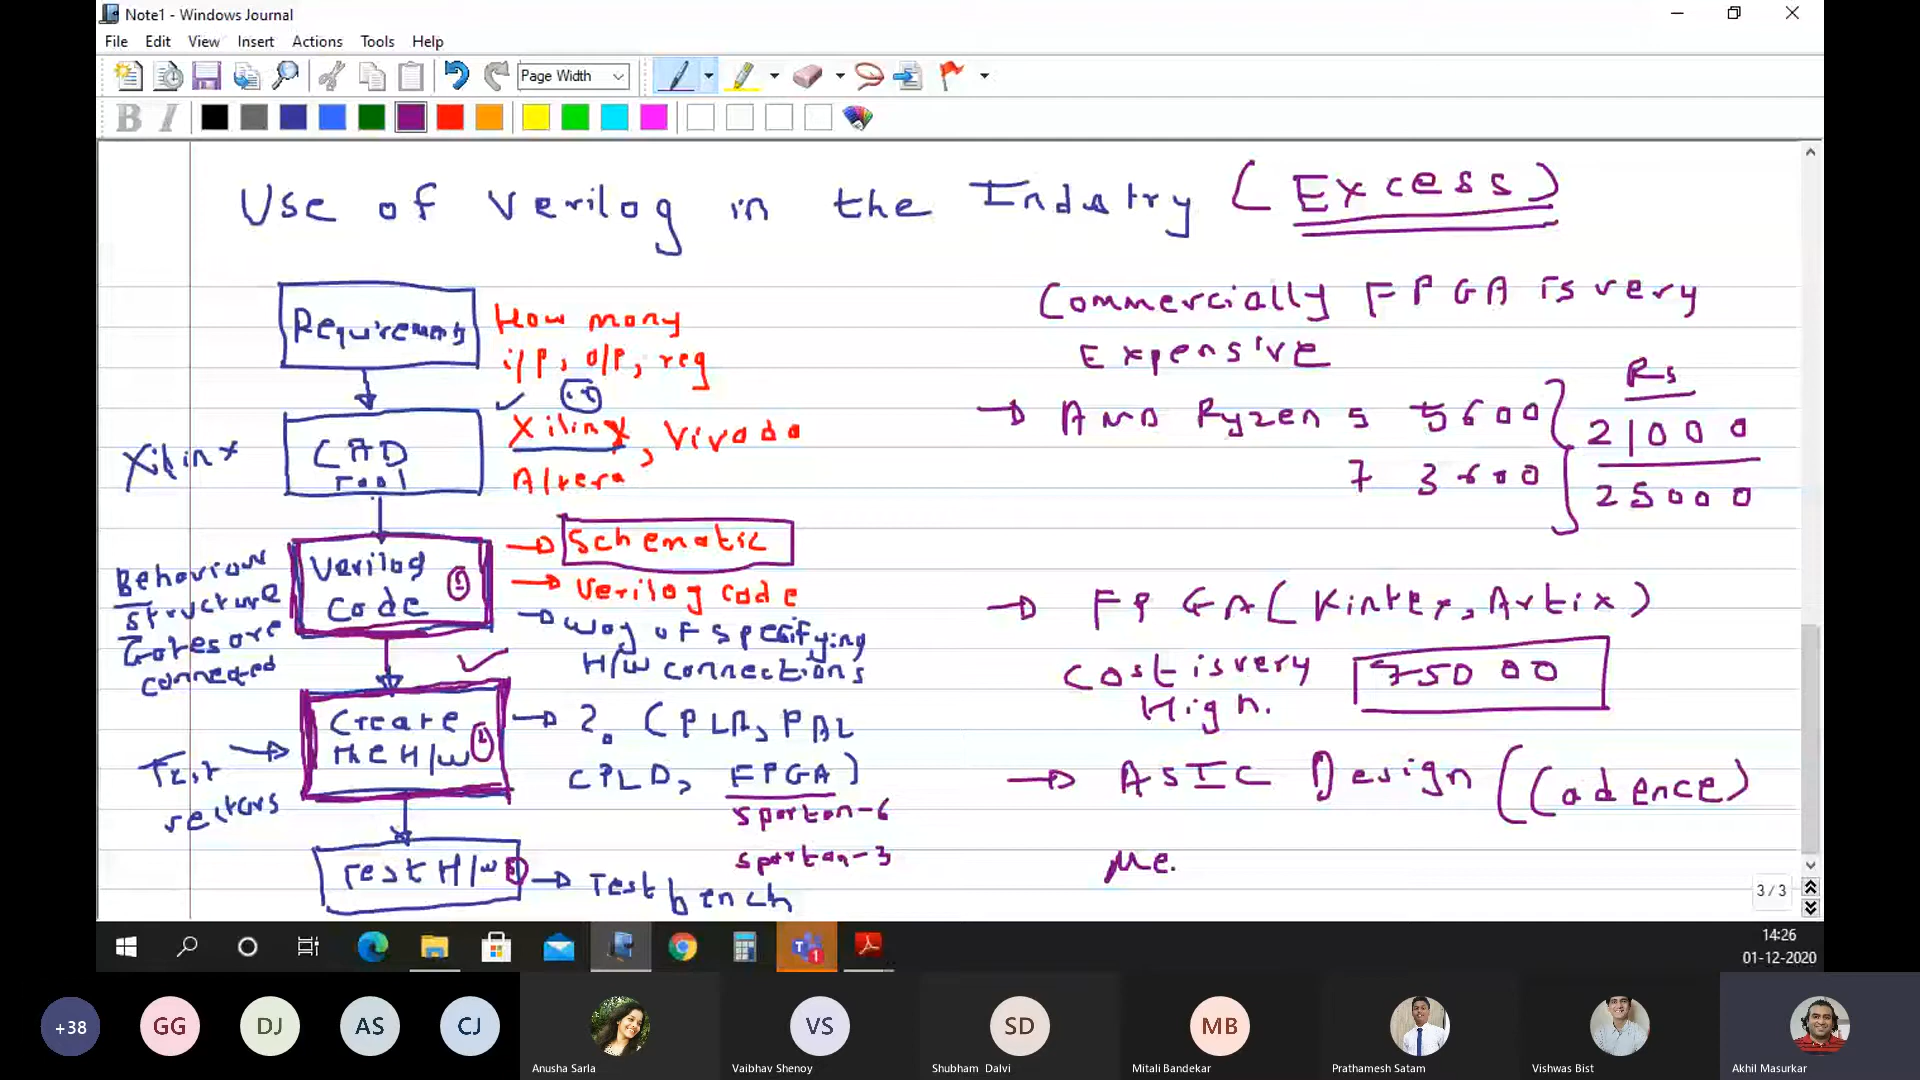 Note1 - Windows Journal
File Edit View Insert Actions Tools Help
Page Width
B I
Use of Verilog in the Industry (Excess)
Requirements
How many
i/p, o/p, reg
Xilinx
CAD
Tool
Xilinx, Vivado
Altera
Behaviour
Structure
Gates are
connected
Verilog
Code
1
Schematic
Verilog code
Way of specifying
H/W connections
Test
vectors
Create
the H/W
2. (PLA, PAL
CPLD, FPGA)
Spartan-6
Spartan-3
Test H/W
Test bench
Commercially FPGA is very
Expensive
AMD Ryzen 5 5600
7 3600
Rs
21000
25000
FPGA (Kintex, Artix)
Cost is very
High.
75000
ASIC Design (Cadence)
Me.
3 / 3
14:26
01-12-2020
1
+38
GG
DJ
AS
CJ
Anusha Sarla
VS
Vaibhav Shenoy
SD
Shubham Dalvi
MB
Mitali Bandekar
Prathamesh Satam
Vishwas Bist
Akhil Masurkar